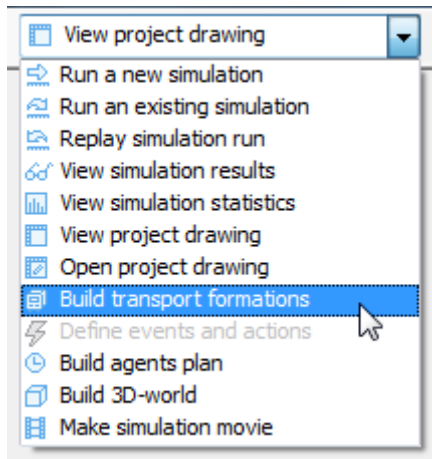 View project drawing
Run a new simulation
Run an existing simulation
Replay simulation run
View simulation results
View simulation statistics
View project drawing
Open project drawing
Build transport formations
Define events and actions
Build agents plan
Build 3D-world
Make simulation movie